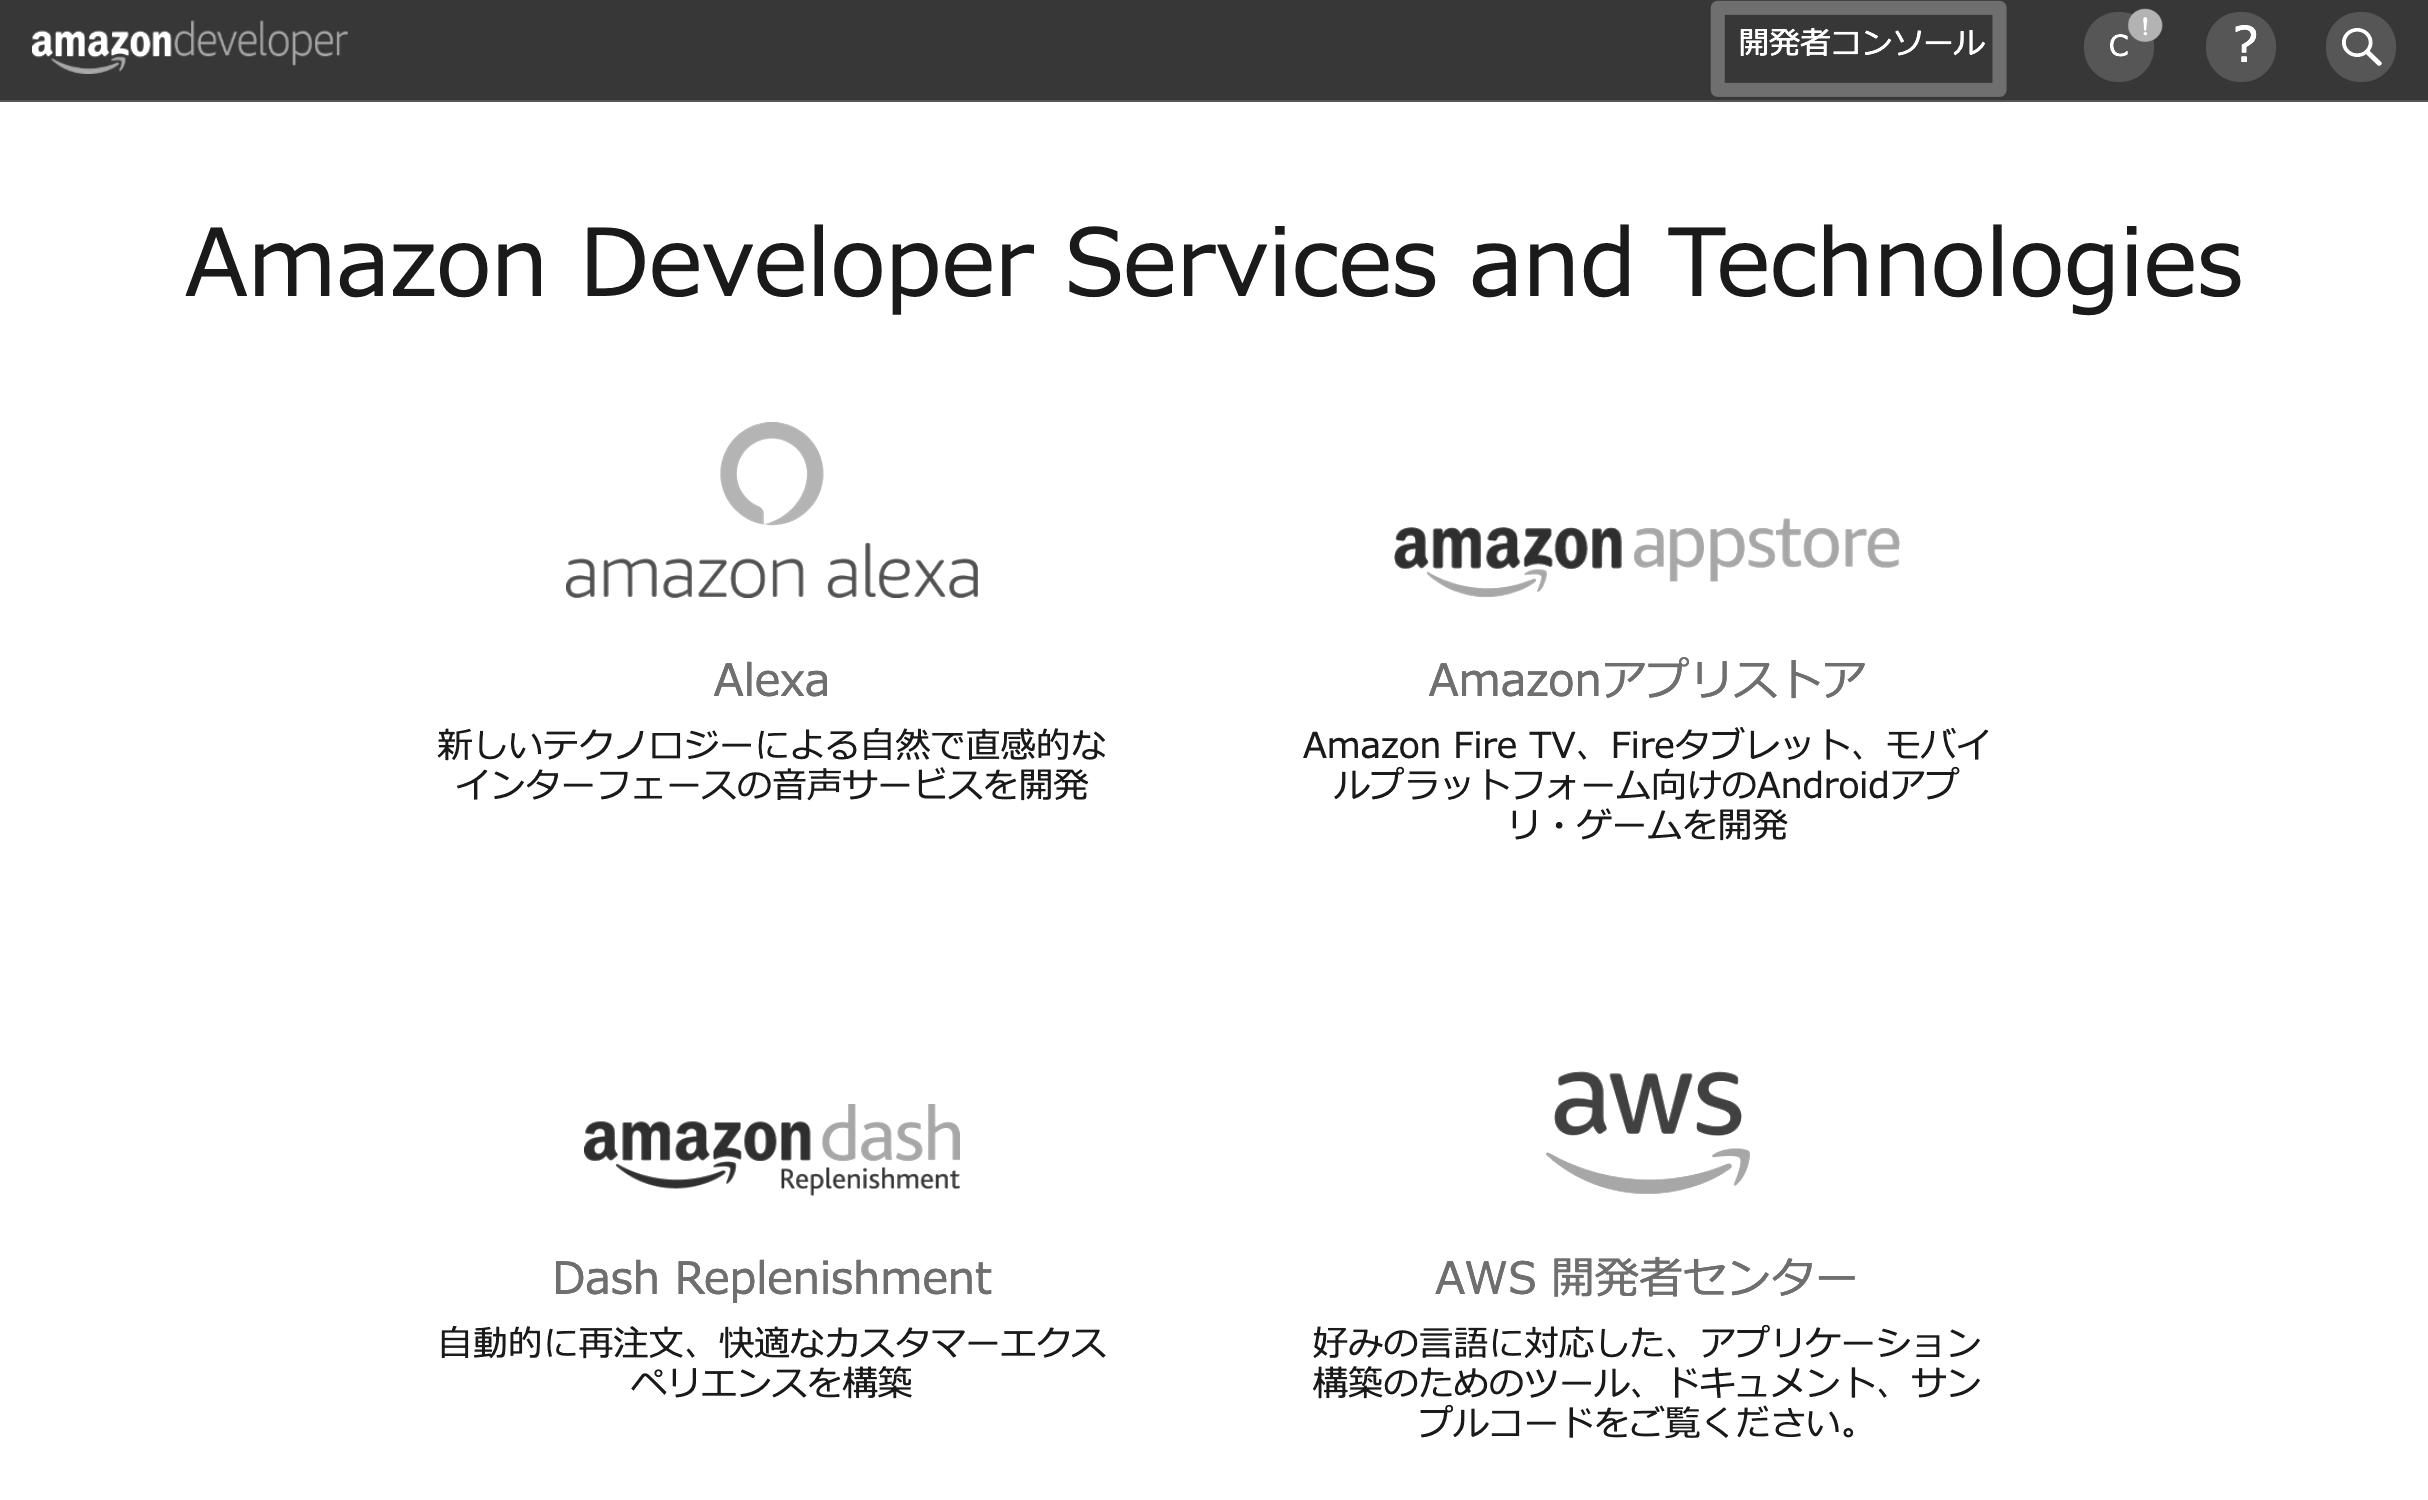 amazondeveloper
開発者コンソール
C
!
?
Amazon Developer Services and Technologies
amazon alexa
Alexa
新しいテクノロジーによる自然で直感的な
インターフェースの音声サービスを開発
amazon appstore
Amazonアプリストア
Amazon Fire TV、Fireタブレット、モバイ
ルプラットフォーム向けのAndroidアプ
リ・ゲームを開発
amazon dash
Replenishment
Dash Replenishment
自動的に再注文、快適なカスタマーエクス
ペリエンスを構築
aws
AWS 開発者センター
好みの言語に対応した、アプリケーション
構築のためのツール、ドキュメント、サン
プルコードをご覧ください。